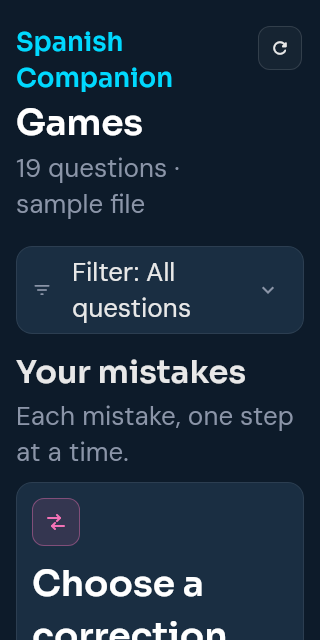 Spanish
Companion
Games
19 questions ·
sample file
Filter: All
questions
Your mistakes
Each mistake, one step
at a time.
Choose a
correction